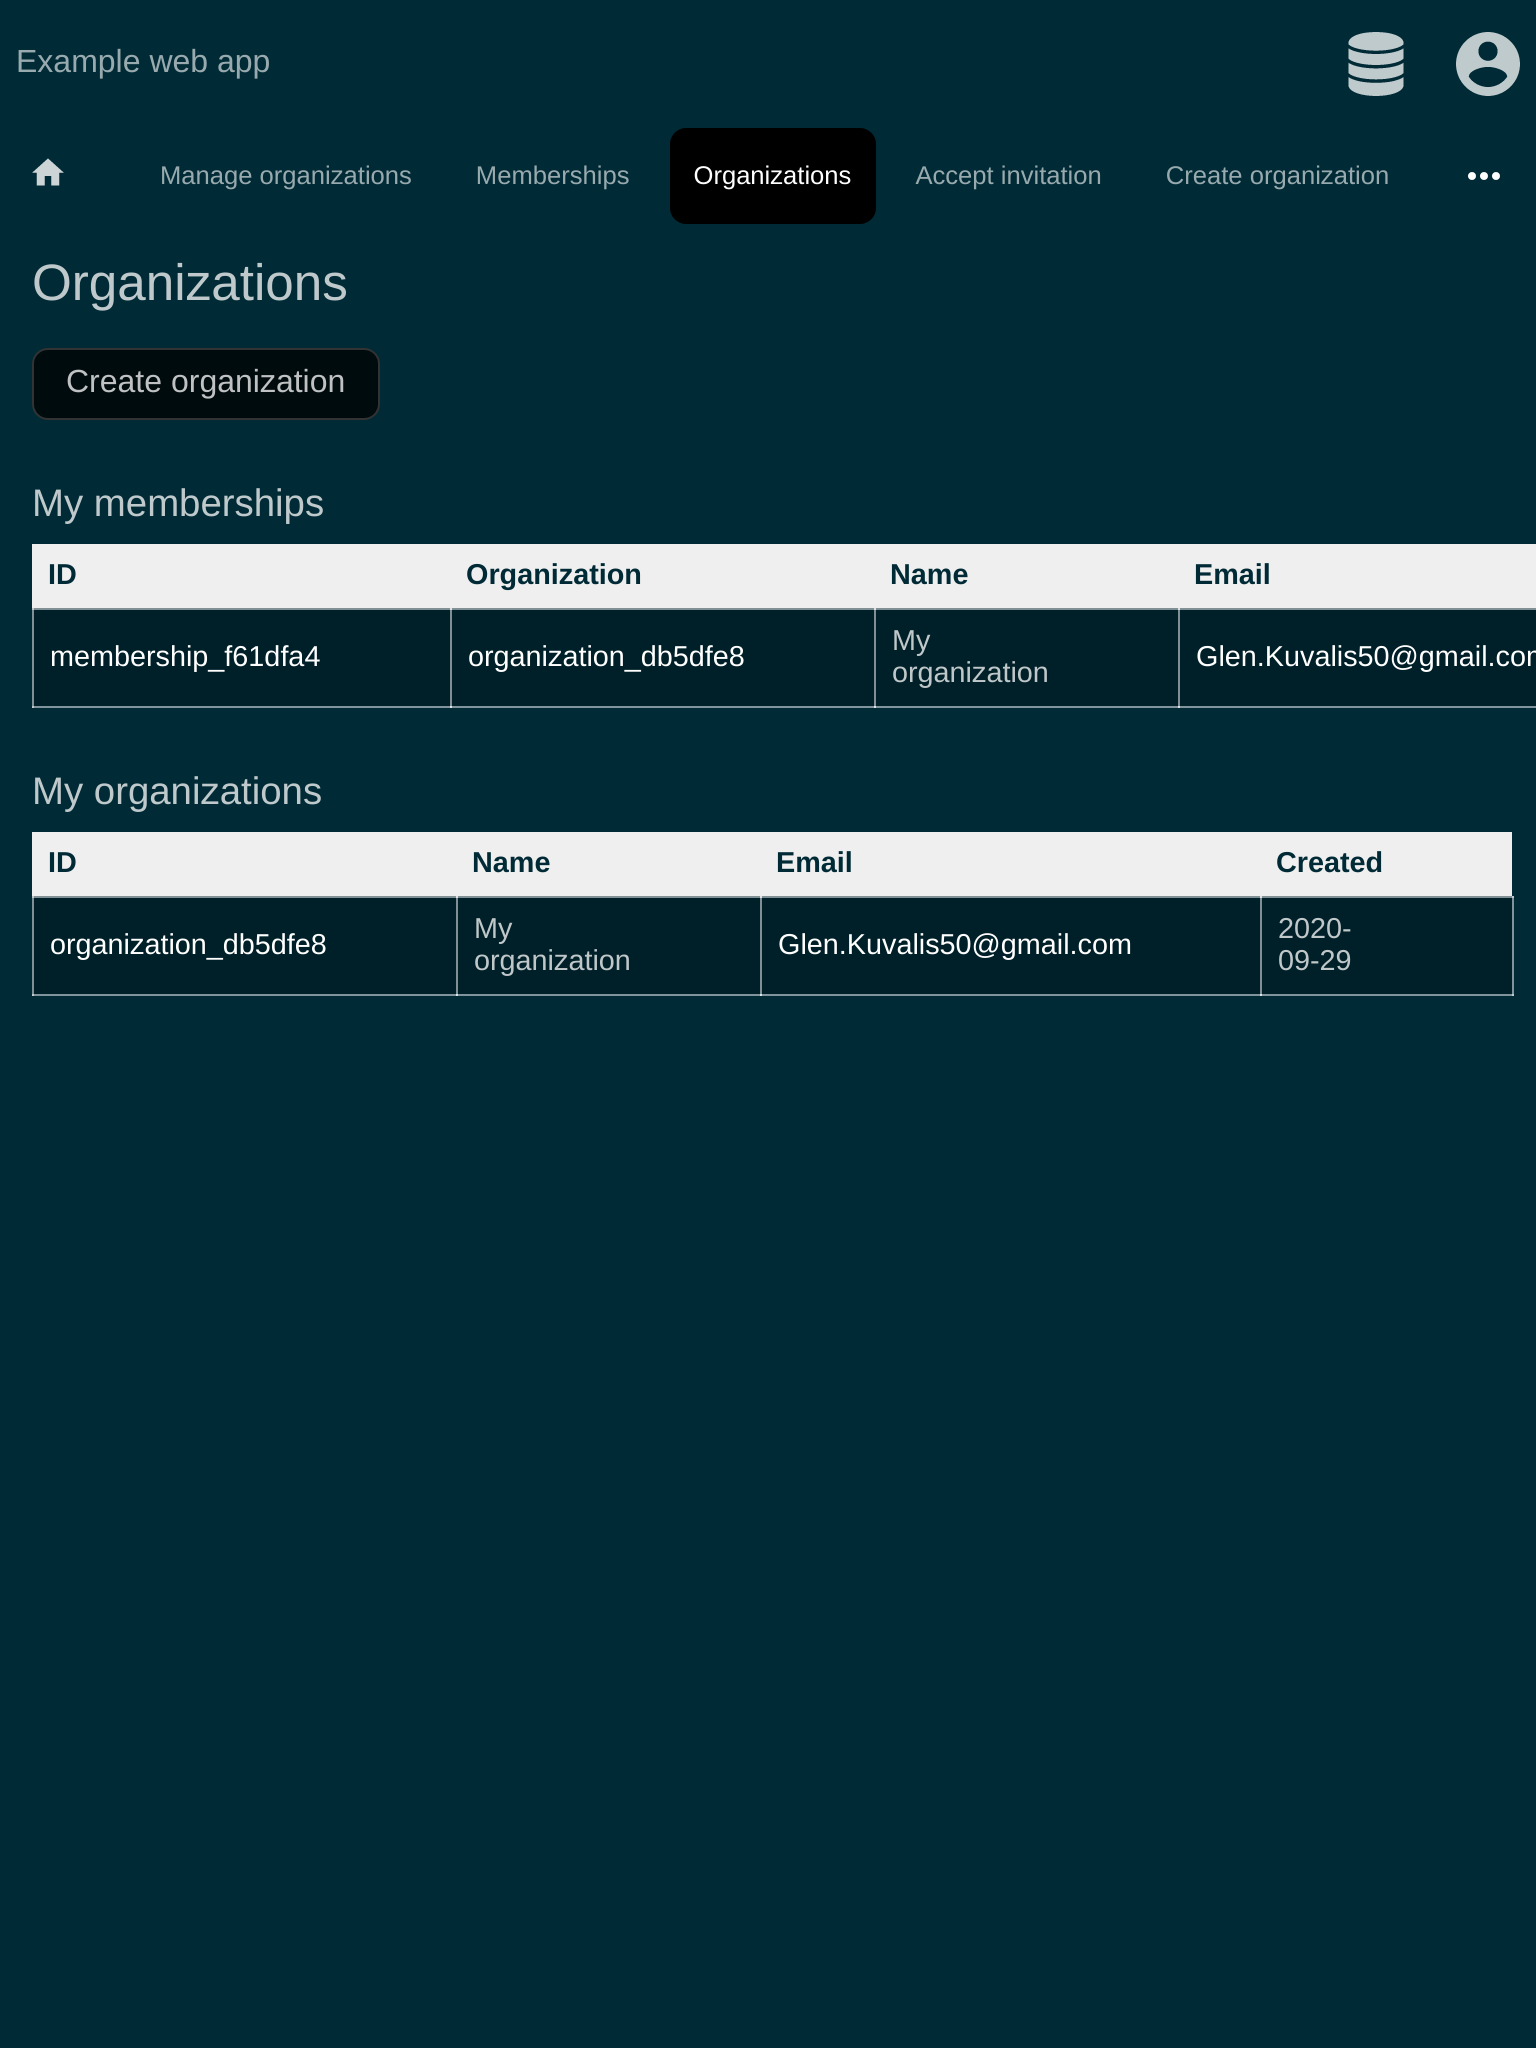 Example web app
Manage organizations Memberships Organizations Accept invitation Create organization
Organizations
Create organization
My memberships
ID Organization Name Email
membership_f61dfa4 organization_db5dfe8 My organization Glen.Kuvalis50@gmail.com
My organizations
ID Name Email Created
organization_db5dfe8 My organization Glen.Kuvalis50@gmail.com 2020-09-29